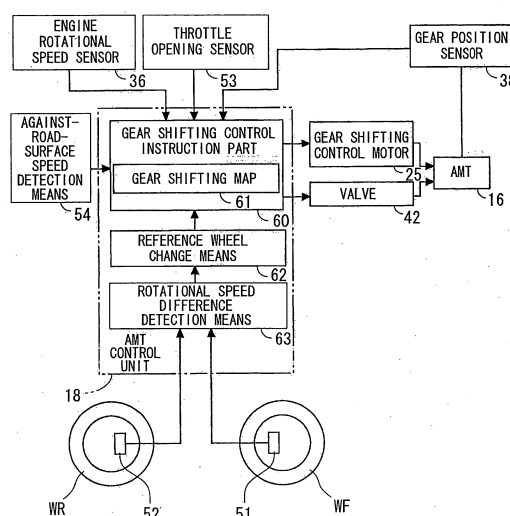 ENGINE
ROTATIONAL
SPEED SENSOR
36
THROTTLE
OPENING SENSOR
53
GEAR POSITION
SENSOR
38
AGAINST-
ROAD-
SURFACE
SPEED
DETECTION
MEANS
54
GEAR SHIFTING CONTROL
INSTRUCTION PART
GEAR SHIFTING MAP
61
60
GEAR SHIFTING
CONTROL MOTOR
25
VALVE
42
AMT
16
REFERENCE WHEEL
CHANGE MEANS
62
ROTATIONAL SPEED
DIFFERENCE
DETECTION MEANS
63
AMT
CONTROL
UNIT
18
WR
52
51
WF